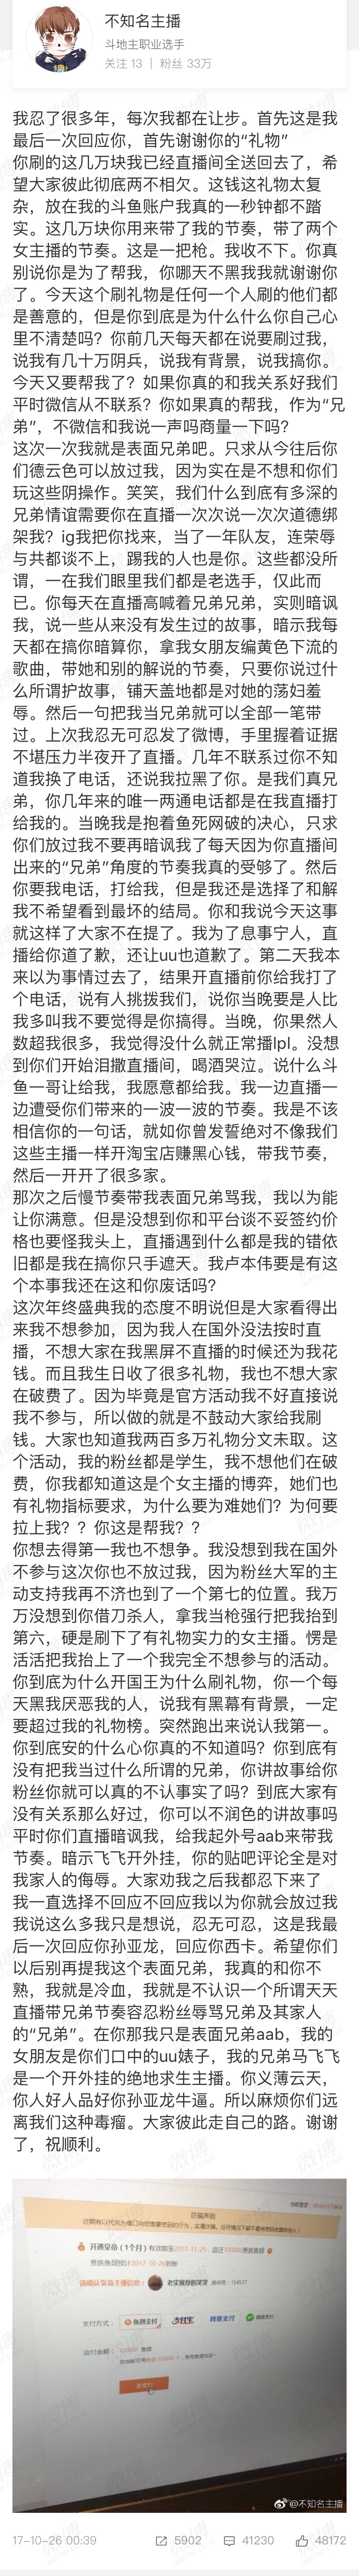 不知名主播
斗地主职业选手
关注 13 | 粉丝 33万
我忍了很多年，每次我都在让步。首先这是我
最后一次回应你，首先谢谢你的“礼物”
你刷的这几万块我已经直播间全送回去了，希
望大家彼此彻底两不相欠。这钱这礼物太复
杂，放在我的斗鱼账户我真的一秒钟都不踏
实。这几万块你用来带了我的节奏，带了两个
女主播的节奏。这是一把枪。我收不下。你真
别说你是为了帮我，你哪天不黑我我就谢谢你
了。今天这个刷礼物是任何一个人刷的他们都
是善意的，但是你到底是为什么什么你自己心
里不清楚吗？你前几天每天都在说要刷过我，
说我有几十万阴兵，说我有背景，说我搞你。
今天又要帮我了？如果你真的和我关系好我们
平时微信从不联系？你如果真的帮我，作为“兄
弟”，不微信和我说一声吗商量一下吗？
这次一次我就是表面兄弟吧。只求从今往后你
们德云色可以放过我，因为实在是不想和你们
玩这些阴操作。笑笑，我们什么到底有多深的
兄弟情谊需要你在直播一次次说一次次道德绑
架我？ig我把你找来，当了一年队友，连荣辱
与共都谈不上，踢我的人也是你。这些都没所
谓，一在我们眼里我们都是老选手，仅此而
已。你每天在直播高喊着兄弟兄弟，实则暗讽
我，说一些从来没有发生过的故事，暗示我每
天都在搞你暗算你，拿我女朋友编黄色下流的
歌曲，带她和别的解说的节奏，只要你说过什
么所谓护故事，铺天盖地都是对她的荡妇羞
辱。然后一句把我当兄弟就可以全部一笔带
过。上次我忍无可忍发了微博，手里握着证据
不堪压力半夜开了直播。几年不联系过你不知
道我换了电话，还说我拉黑了你。是我们真兄
弟，你几年来的唯一两通电话都是在我直播打
给我的。当晚我是抱着鱼死网破的决心，只求
你们放过我不要再暗讽我了每天因为你直播间
出来的“兄弟”角度的节奏我真的受够了。然后
你要我电话，打给我，但是我还是选择了和解
我不希望看到最坏的结局。你和我说今天这事
就这样了大家不在提了。我为了息事宁人，直
播给你道了歉，还让uu也道歉了。第二天我本
来以为事情过去了，结果开直播前你给我打了
个电话，说有人挑拨我们，说你当晚要是人比
我多叫我不要觉得是你搞得。当晚，你果然人
数超我很多，我觉得没什么就正常播lpl。没想
到你们开始泪撒直播间，喝酒哭泣。说什么斗
鱼一哥让给我，我愿意都给我。我一边直播一
边遭受你们带来的一波一波的节奏。我是不该
相信你的一句话，就如你曾发誓绝对不像我们
这些主播一样开淘宝店赚黑心钱，带我节奏，
然后一开开了很多家。
那次之后慢节奏带我表面兄弟骂我，我以为能
让你满意。但是没想到你和平台谈不妥签约价
格也要怪我头上，直播遇到什么都是我的错依
旧都是我在搞你只手遮天。我卢本伟要是有这
个本事我还在这和你废话吗？
这次年终盛典我的态度不明说但是大家看得出
来我不想参加，因为我人在国外没法按时直
播，不想大家在我黑屏不直播的时候还为我花
钱。而且我生日收了很多礼物，我也不想大家
在破费了。因为毕竟是官方活动我不好直接说
我不参与，所以做的就是不鼓动大家给我刷
钱。大家也知道我两百多万礼物分文未取。这
个活动，我的粉丝都是学生，我不想他们在破
费，你我都知道这是个女主播的博弈，她们也
有礼物指标要求，为什么要为难她们？为何要
拉上我？？你这是帮我？？
你想去得第一我也不想争。我没想到我在国外
不参与这次你也不放过我，因为粉丝大军的主
动支持我再不济也到了一个第七的位置。我万
万没想到你借刀杀人，拿我当枪强行把我抬到
第六，硬是刷下了有礼物实力的女主播。愣是
活活把我抬上了一个我完全不想参与的活动。
你到底为什么开国王为什么刷礼物，你一个每
天黑我厌恶我的人，说我有黑幕有背景，一定
要超过我的礼物榜。突然跑出来说认我第一。
你到底安的什么心你真的不知道吗？你到底有
没有把我当过什么所谓的兄弟，你讲故事给你
粉丝你就可以真的不认事实了吗？到底大家有
没有关系那么好过，你可以不润色的讲故事吗
平时你们直播暗讽我，给我起外号aab来带我
节奏。暗示飞飞开外挂，你的贴吧评论全是对
我家人的侮辱。大家劝我之后我都忍下来了
我一直选择不回应不回应我以为你就会放过我
我说这么多我只是想说，忍无可忍，这是我最
后一次回应你孙亚龙，回应你西卡。希望你们
以后别再提我这个表面兄弟，我真的和你不
熟，我就是冷血，我就是不认识一个所谓天天
直播带兄弟节奏容忍粉丝辱骂兄弟及其家人
的“兄弟”。在你那我只是表面兄弟aab，我的
女朋友是你们口中的uu婊子，我的兄弟马飞飞
是一个开外挂的绝地求生主播。你义薄云天，
你人好人品好你孙亚龙牛逼。所以麻烦你们远
离我们这种毒瘤。大家彼此走自己的路。谢谢
了，祝顺利。
防骗声明
开通皇帝（1个月）有效期至2017-11-25，返还100000贵族鱼翅
请确认受益主播信息：
老实敦厚的笑笑 房间号：154537
支付方式：
鱼翅支付
支付宝
网银支付
微信支付
应付金额：
去支付
@不知名主播
17-10-26 00:39
5902
41230
48172